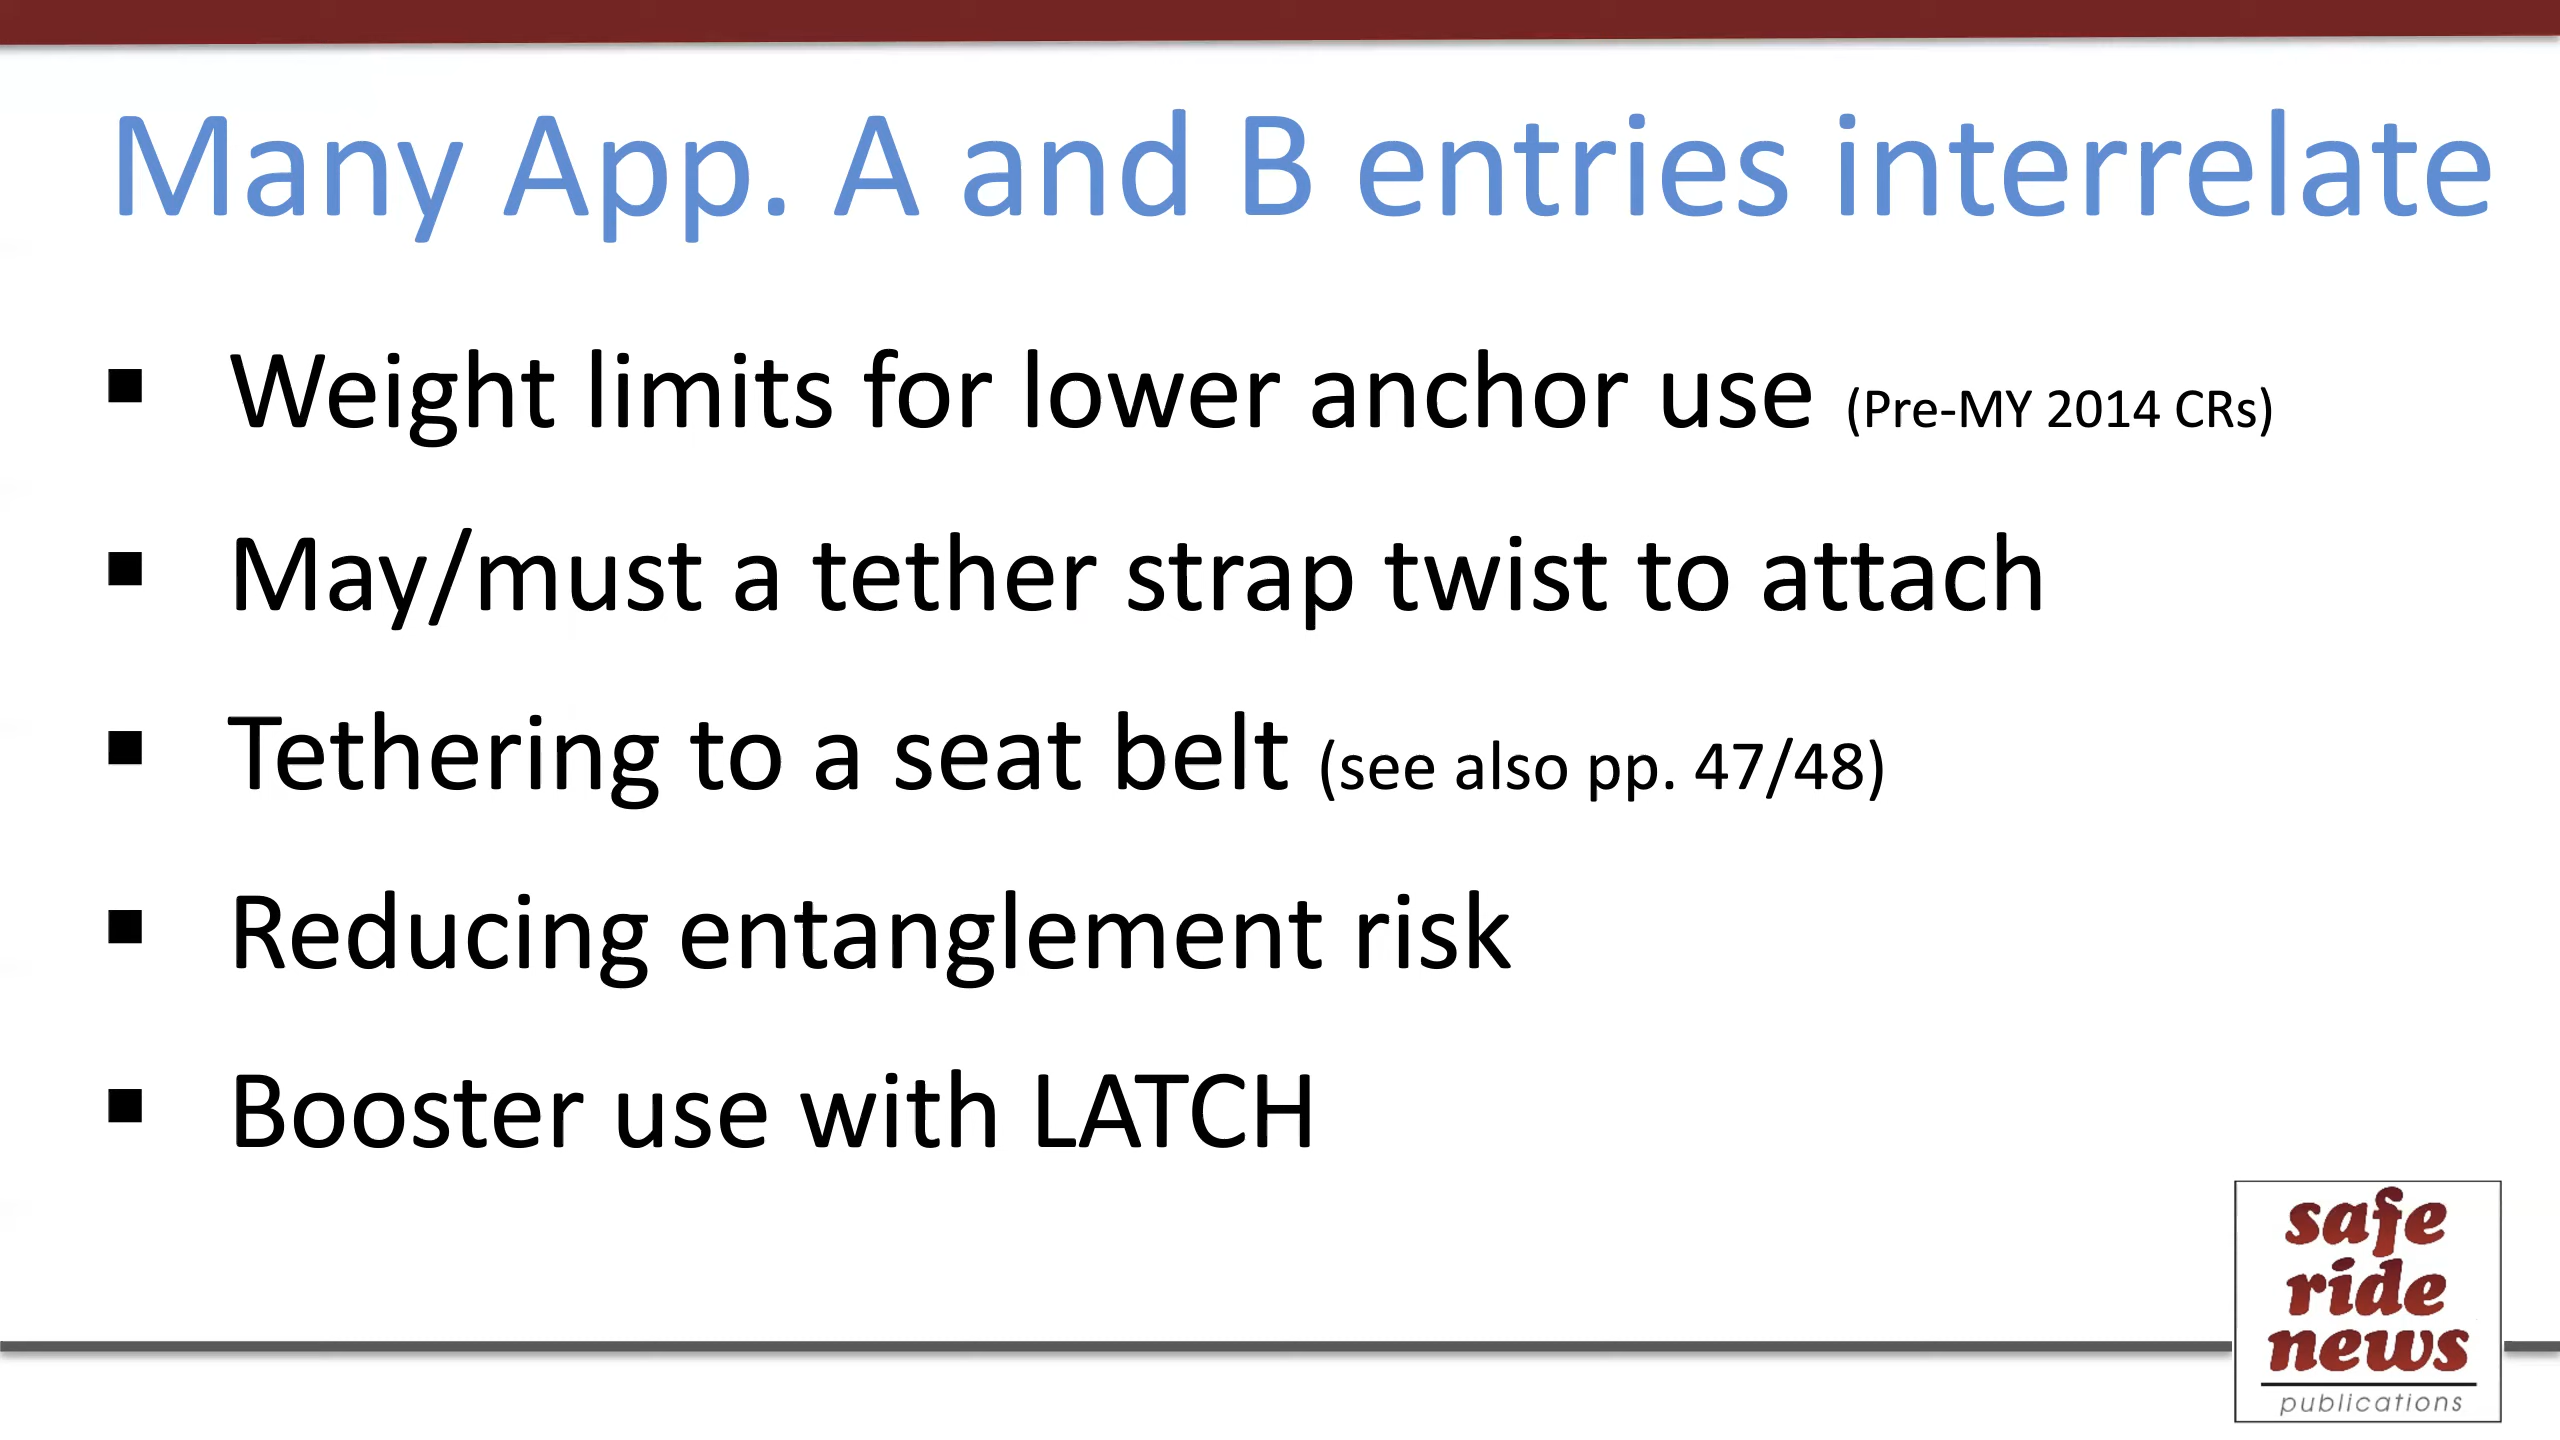 Many App. A and B entries interrelate
▪ Weight limits for lower anchor use (Pre-MY 2014 CRs)
▪ May/must a tether strap twist to attach
▪ Tethering to a seat belt (see also pp. 47/48)
▪ Reducing entanglement risk
▪ Booster use with LATCH
safe
ride
news
publications